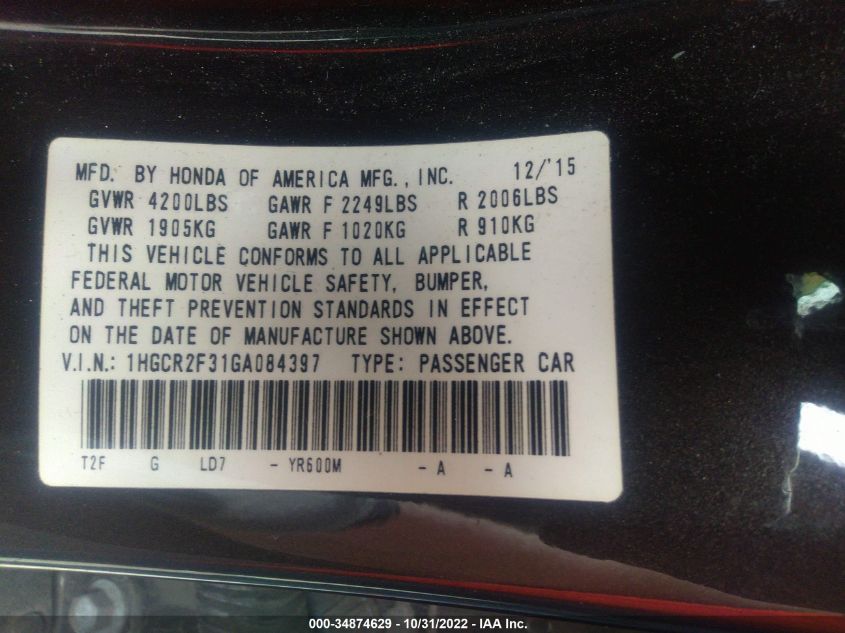 MFD. BY HONDA OF AMERICA MFG., INC. 12/'15
GVWR 4200LBS GAWR F 2249LBS R 2006LBS
GVWR 1905KG GAWR F 1020KG R 910KG
THIS VEHICLE CONFORMS TO ALL APPLICABLE
FEDERAL MOTOR VEHICLE SAFETY, BUMPER,
AND THEFT PREVENTION STANDARDS IN EFFECT
ON THE DATE OF MANUFACTURE SHOWN ABOVE.
V.I.N.: 1HGCR2F31GA084397 TYPE: PASSENGER CAR
T2F G LD7 - YR600M - A - A
000-34874629 - 10/31/2022 - IAA Inc.